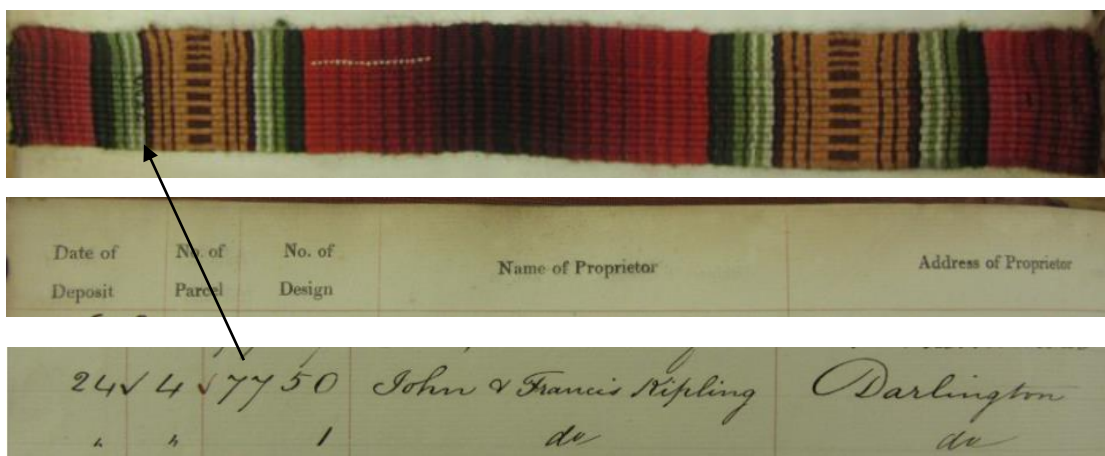 Date of Deposit No. of Parcel No. of Design Name of Proprietor Address of Proprietor
24 ✓ 4 ✓ 7750 John & Francis Kipling Darlington
" " 1 do do